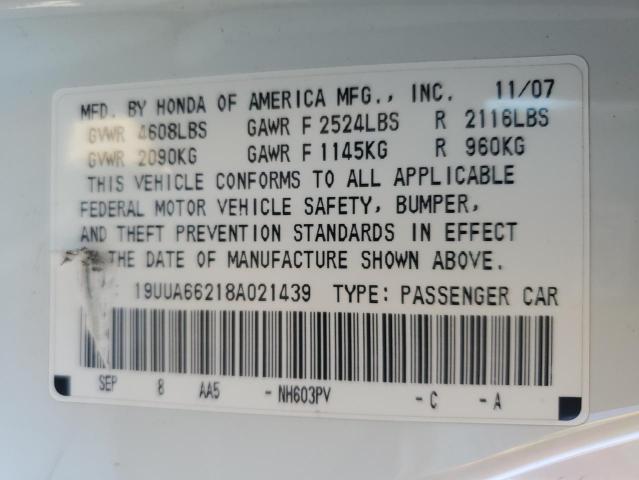 MFD. BY HONDA OF AMERICA MFG., INC. 11/07
GVWR 4608LBS GAWR F 2524LBS R 2116LBS
GVWR 2090KG GAWR F 1145KG R 960KG
THIS VEHICLE CONFORMS TO ALL APPLICABLE
FEDERAL MOTOR VEHICLE SAFETY, BUMPER,
AND THEFT PREVENTION STANDARDS IN EFFECT
THE DATE OF MANUFACTURE SHOWN ABOVE.
19UUA66218A021439 TYPE: PASSENGER CAR
SEP 8 AA5 -NH603PV -C -A